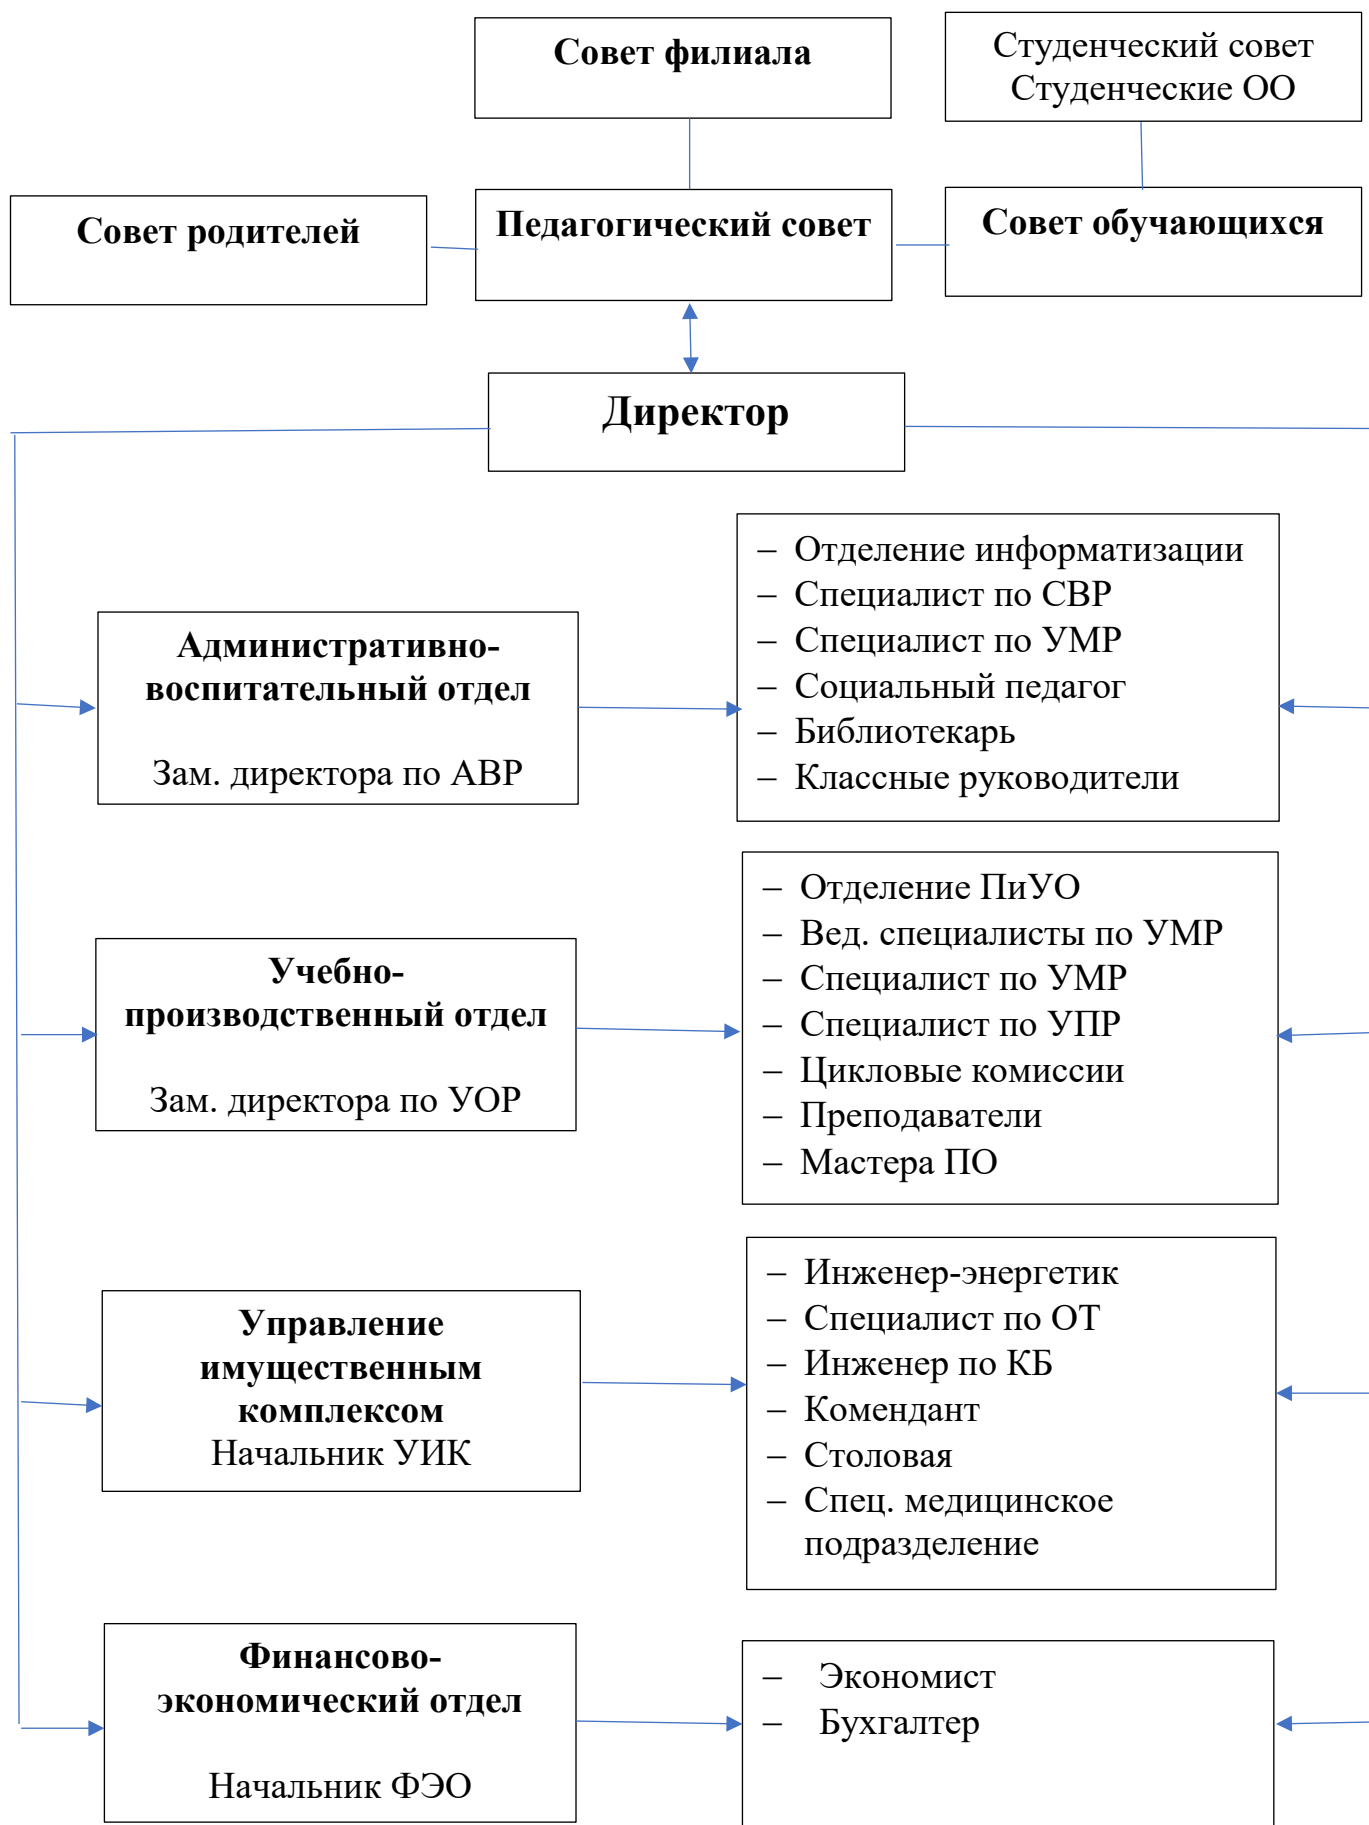 Совет филиала
Студенческий совет
Студенческие ОО
Совет родителей
Педагогический совет
Совет обучающихся
Директор
Административно-
воспитательный отдел
Зам. директора по АВР
– Отделение информатизации
– Специалист по СВР
– Специалист по УМР
– Социальный педагог
– Библиотекарь
– Классные руководители
Учебно-
производственный отдел
Зам. директора по УОР
– Отделение ПиУО
– Вед. специалисты по УМР
– Специалист по УМР
– Специалист по УПР
– Цикловые комиссии
– Преподаватели
– Мастера ПО
Управление
имущественным
комплексом
Начальник УИК
– Инженер-энергетик
– Специалист по ОТ
– Инженер по КБ
– Комендант
– Столовая
– Спец. медицинское
подразделение
Финансово-
экономический отдел
Начальник ФЭО
– Экономист
– Бухгалтер